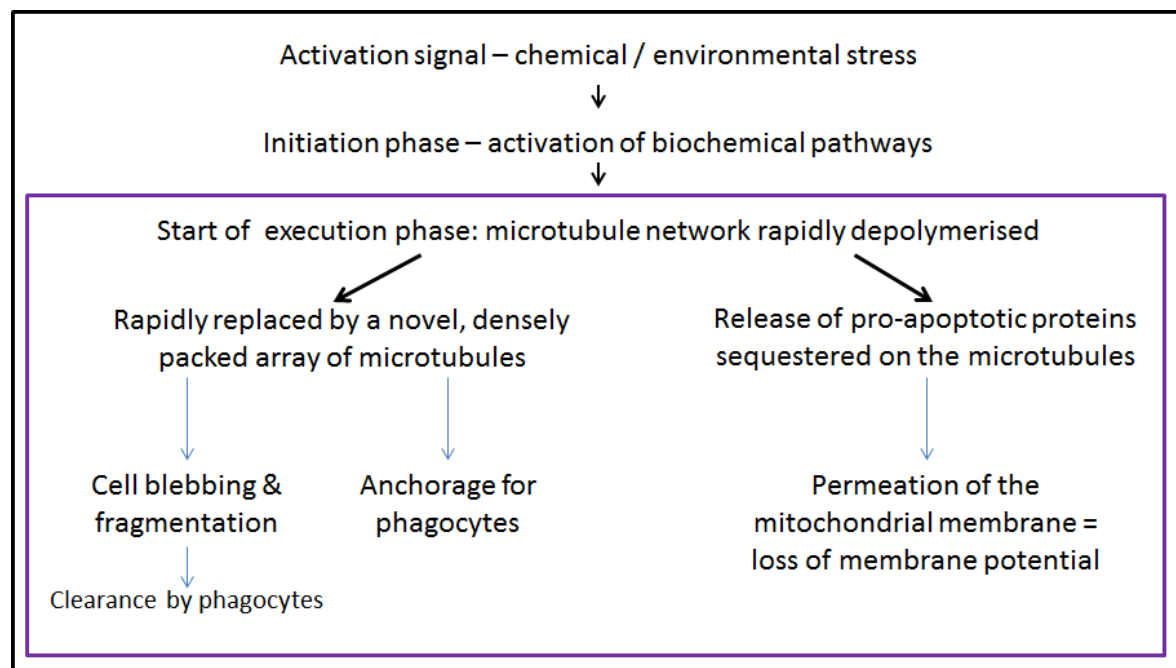 Activation signal – chemical / environmental stress
Initiation phase – activation of biochemical pathways
Start of execution phase: microtubule network rapidly depolymerised
Rapidly replaced by a novel, densely
packed array of microtubules
Release of pro-apoptotic proteins
sequestered on the microtubules
Cell blebbing &
fragmentation
Anchorage for
phagocytes
Permeation of the
mitochondrial membrane =
loss of membrane potential
Clearance by phagocytes